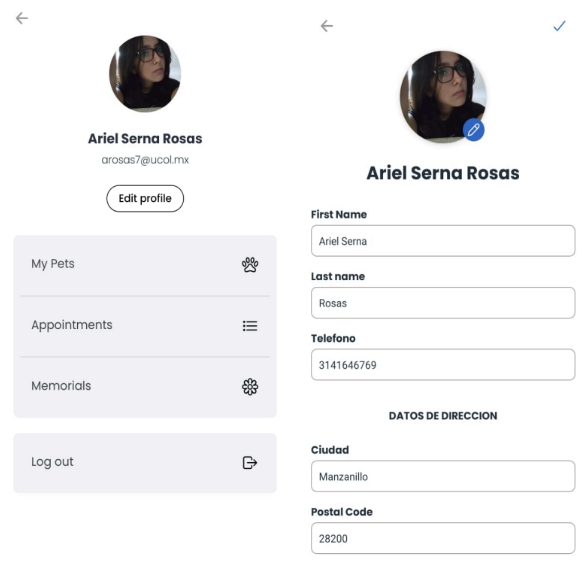 Ariel Serna Rosas
arosas7@ucol.mx
Edit profile
My Pets
Appointments
Memorials
Log out
Ariel Serna Rosas
First Name
Ariel Serna
Last name
Rosas
Telefono
3141646769
DATOS DE DIRECCION
Ciudad
Manzanillo
Postal Code
28200